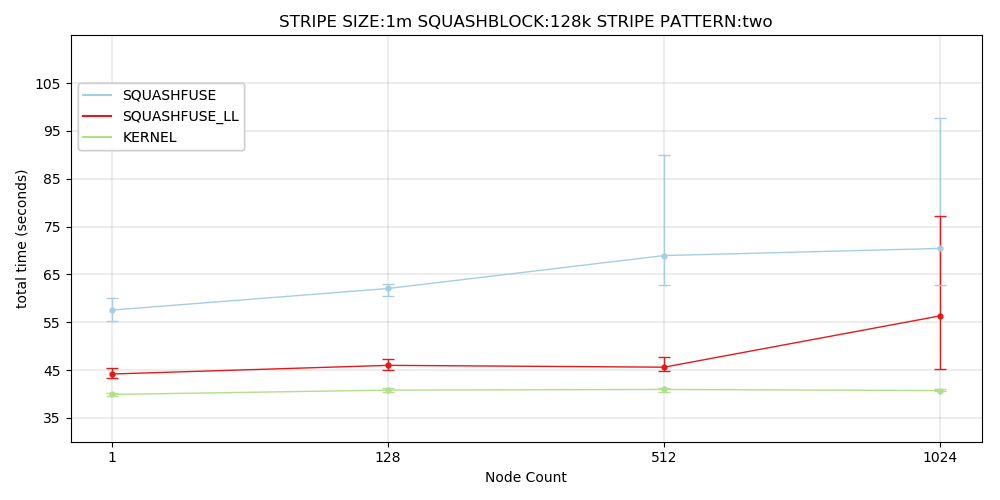 STRIPE SIZE:1m SQUASHBLOCK:128k STRIPE PATTERN:two
105
95
85
75
65
55
45
35
total time (seconds)
SQUASHFUSE
SQUASHFUSE_LL
KERNEL
1
128
512
1024
Node Count